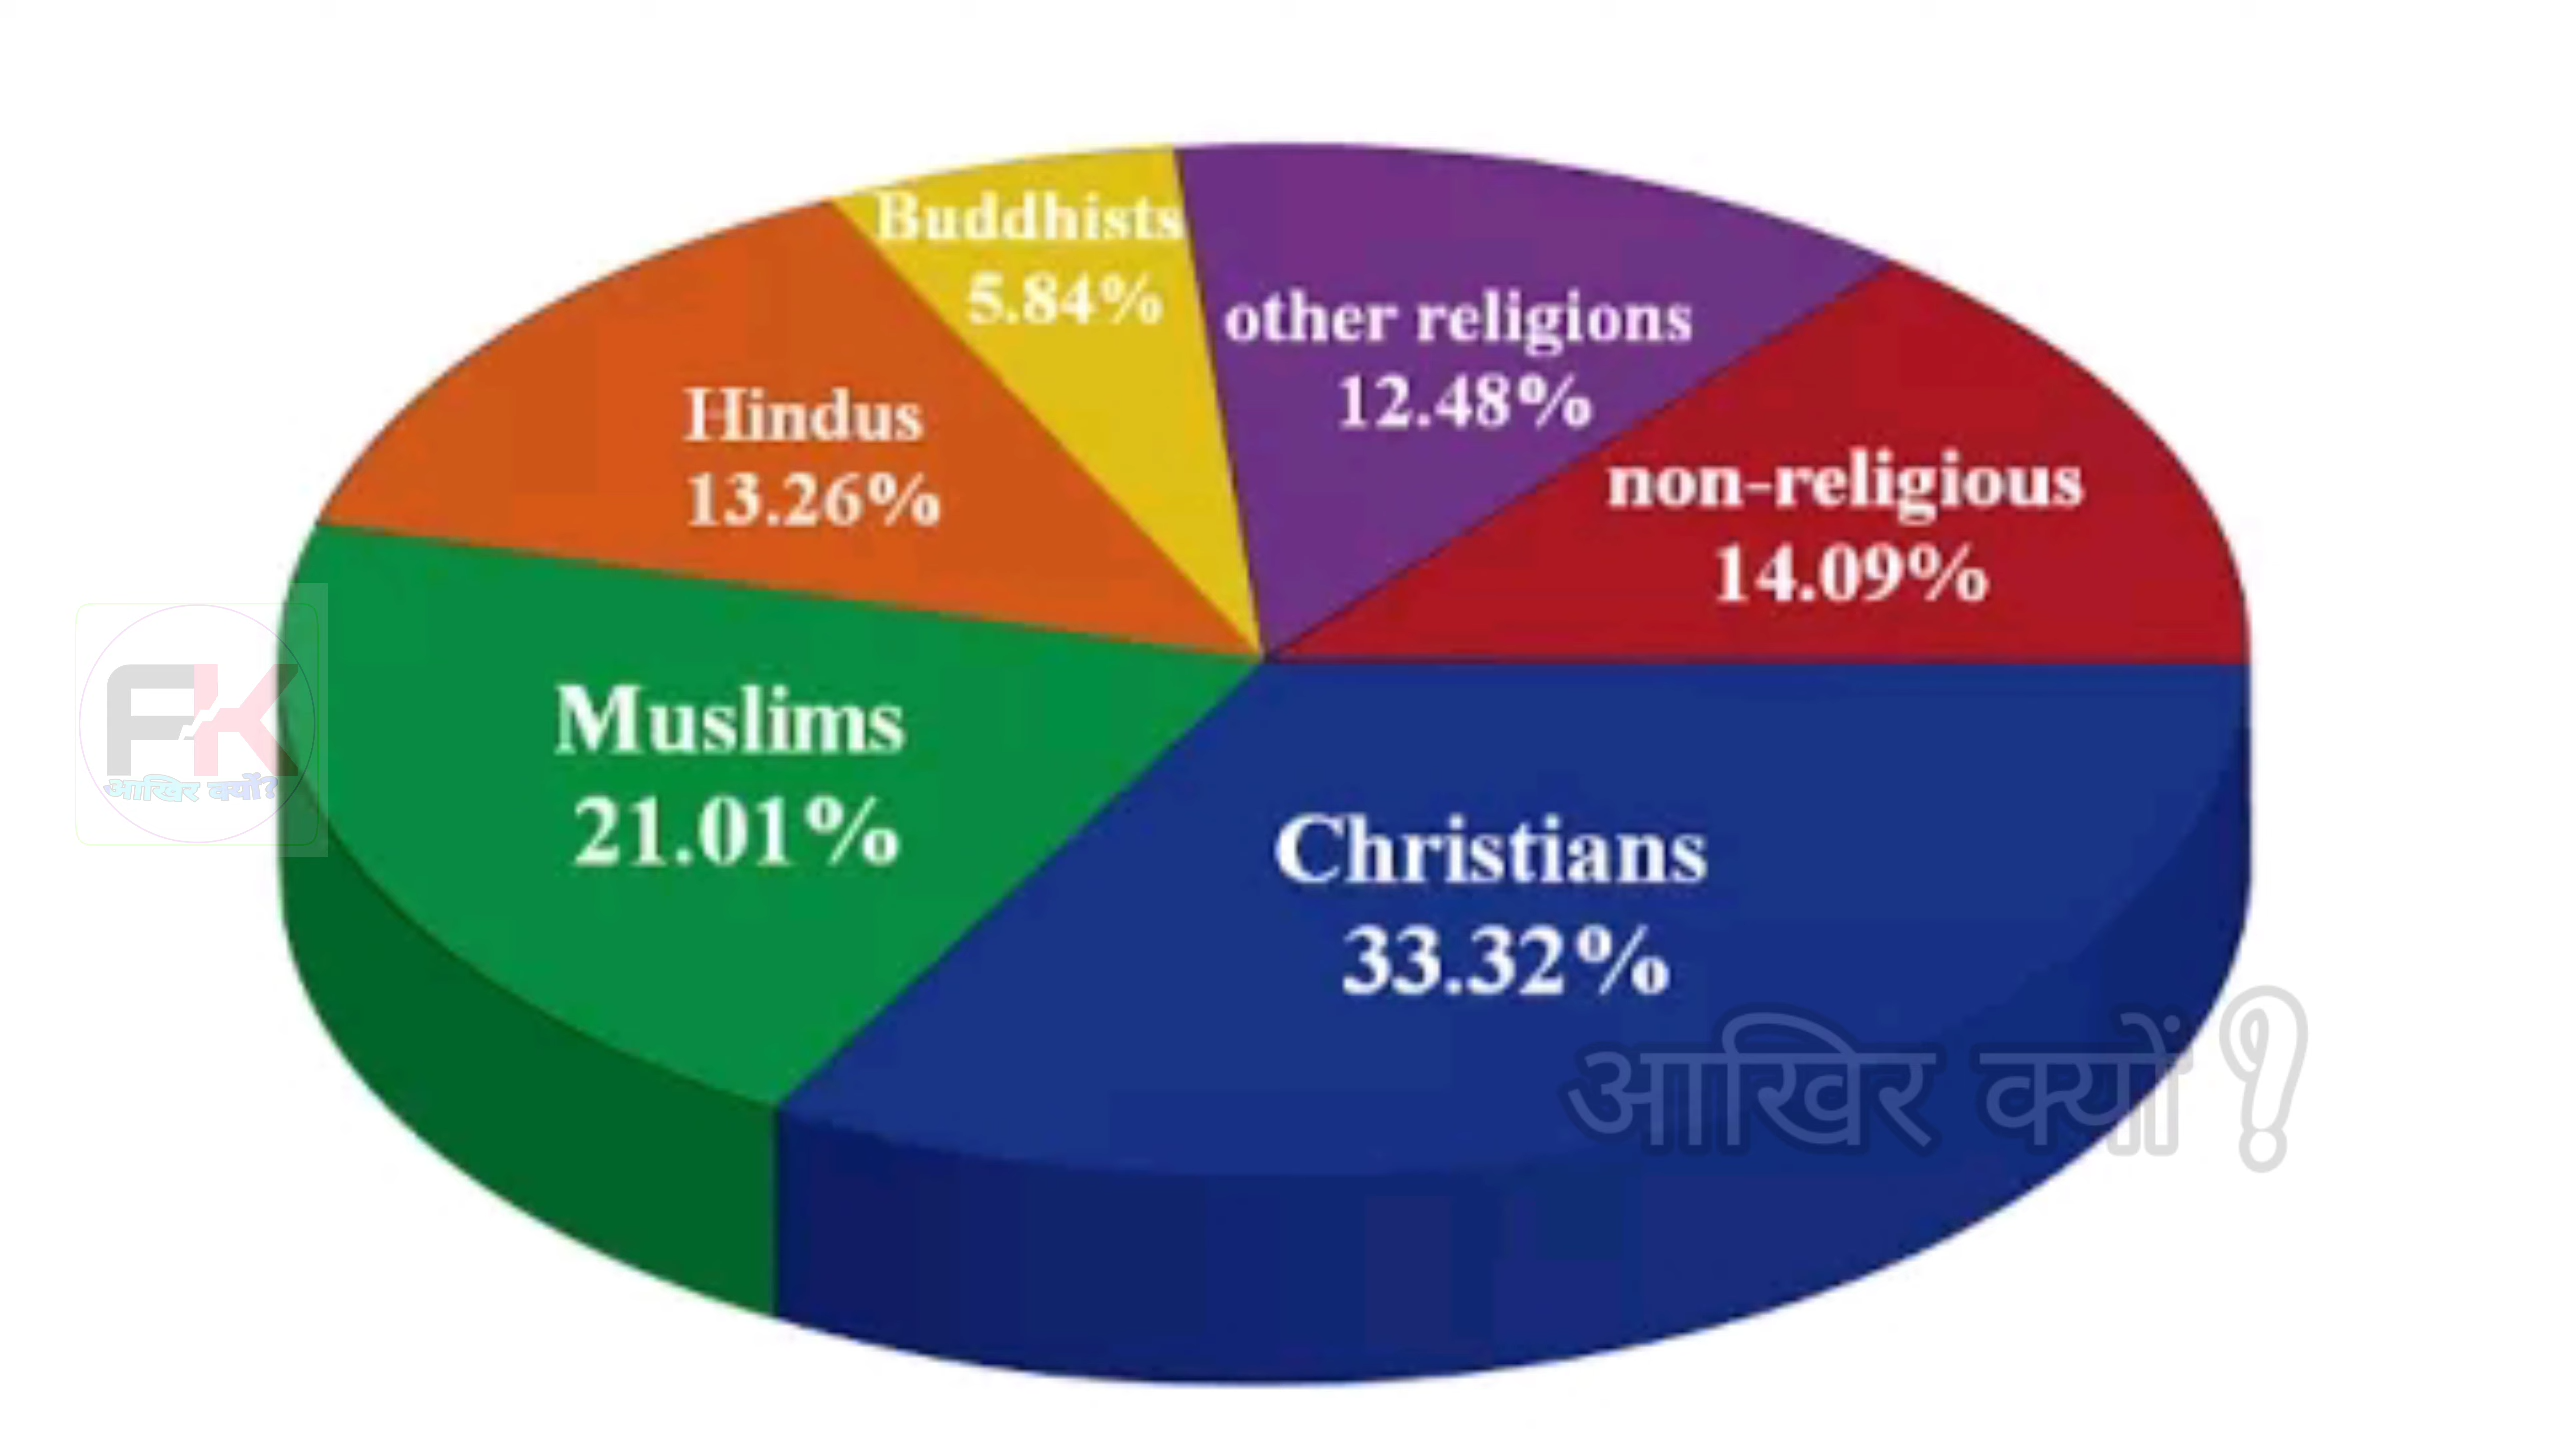 Buddhists
5.84%
other religions
12.48%
Hindus
13.26%
non-religious
14.09%
Muslims
21.01%
Christians
33.32%
FK
आखिर क्यों?
आखिर क्यों?